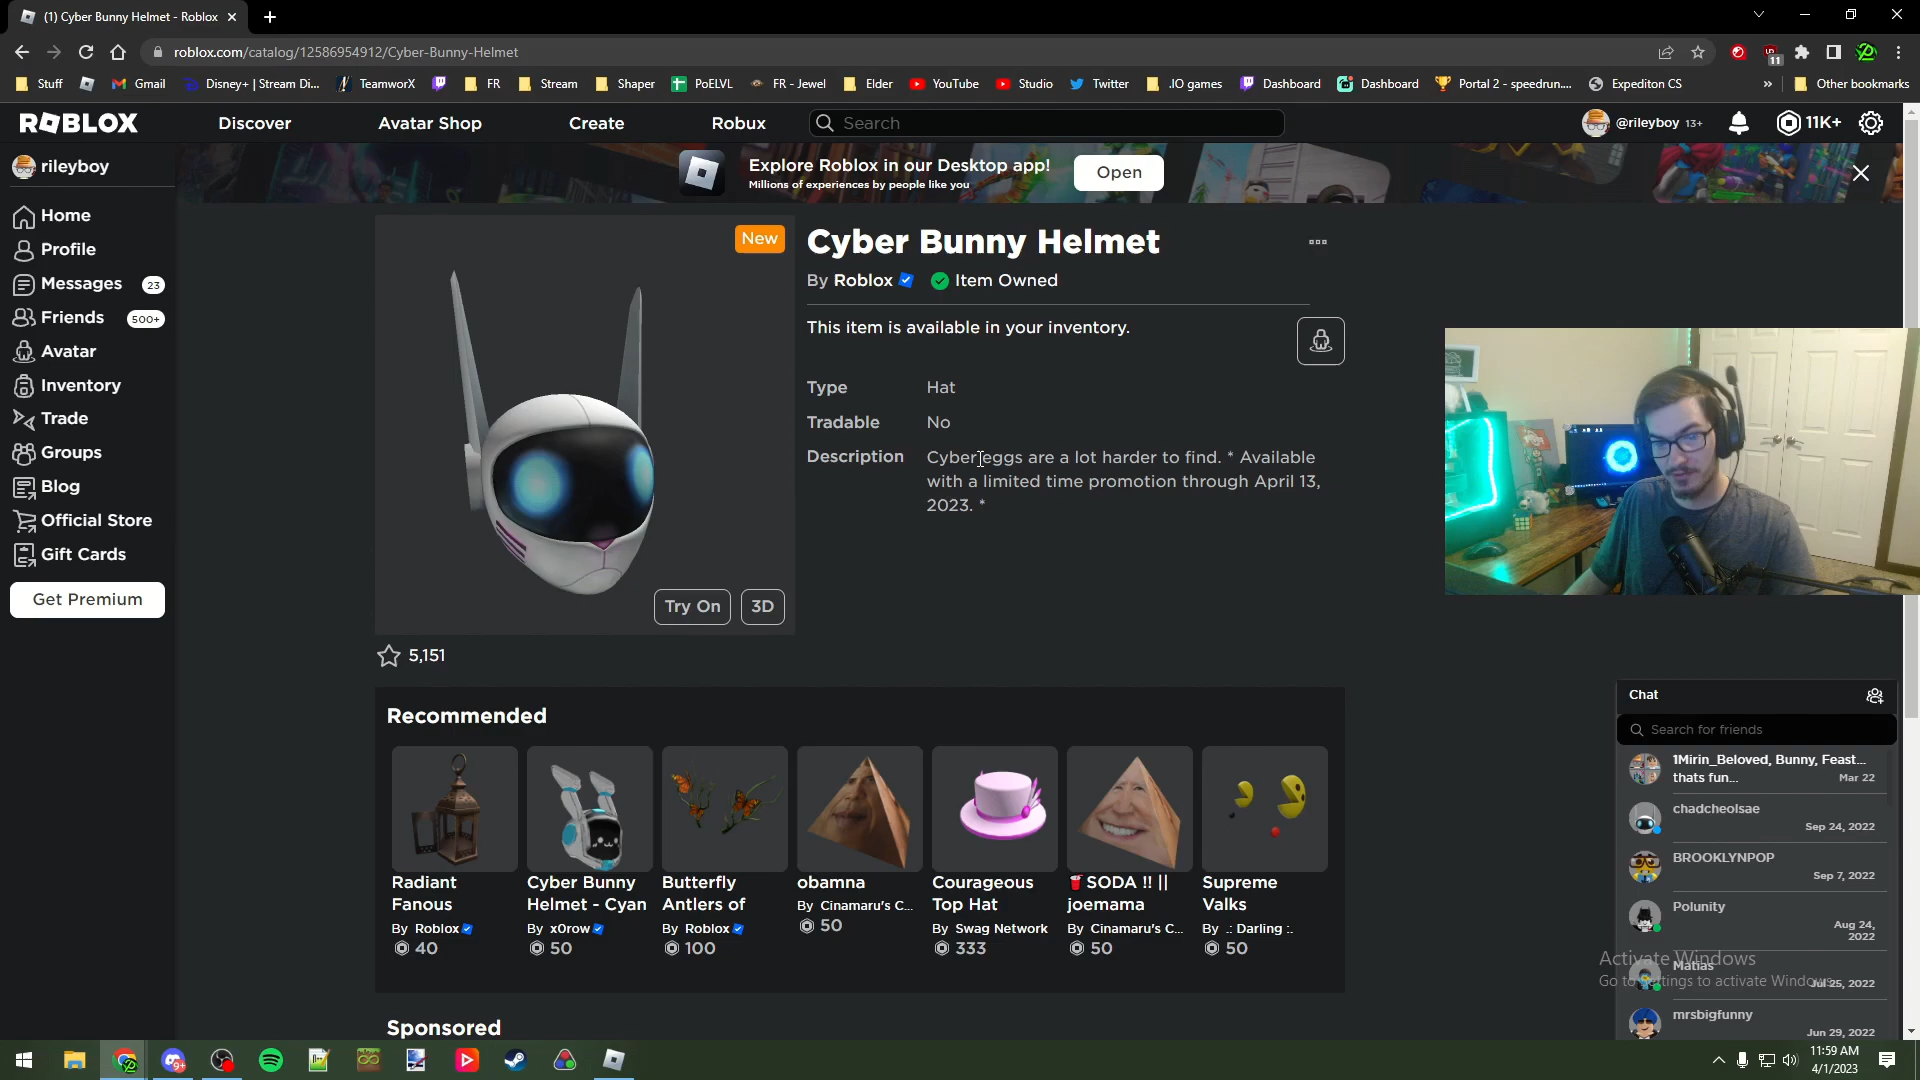 (1) Cyber Bunny Helmet - Roblox
roblox.com/catalog/12586954912/Cyber-Bunny-Helmet
11
Stuff
Gmail
Disney+ | Stream Di...
TeamworX
FR
Stream
Shaper
PoELVL
FR - Jewel
Elder
YouTube
Studio
Twitter
.IO games
Dashboard
Dashboard
Portal 2 - speedrun....
Expediton CS
»
Other bookmarks
ROBLOX
Discover
Avatar Shop
Create
Robux
Search
@rileyboy 13+
11K+
rileyboy
Home
Profile
Messages 23
Friends 500+
Avatar
Inventory
Trade
Groups
Blog
Official Store
Gift Cards
Get Premium
Explore Roblox in our Desktop app!
Millions of experiences by people like you
Open
New
Try On
3D
5,151
Cyber Bunny Helmet
By Roblox Item Owned
This item is available in your inventory.
Type Hat
Tradable No
Description Cyber eggs are a lot harder to find. * Available
with a limited time promotion through April 13,
2023. *
Recommended
Radiant
Fanous
By Roblox
40
Cyber Bunny
Helmet - Cyan
By x0row
50
Butterfly
Antlers of
By Roblox
100
obamna
By Cinamaru's C...
50
Courageous
Top Hat
By Swag Network
333
🥤SODA !! ||
joemama
By Cinamaru's C...
50
Supreme
Valks
By .: Darling :.
50
Sponsored
Chat
Search for friends
1Mirin_Beloved, Bunny, Feast...
thats fun... Mar 22
chadcheolsae
Sep 24, 2022
BROOKLYNPOP
Sep 7, 2022
Polunity
Aug 24,
2022
Matias
Jul 25, 2022
mrsbigfunny
Jun 29, 2022
Activate Windows
Go to Settings to activate Windows.
9+
11:59 AM
4/1/2023